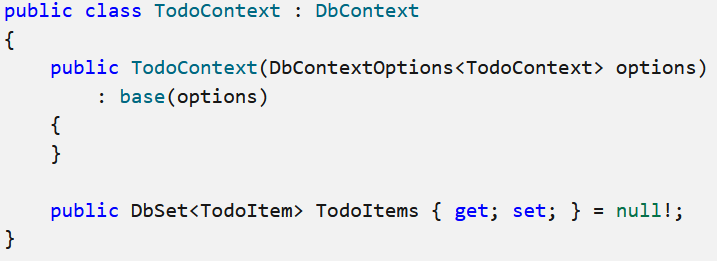 public class TodoContext : DbContext
{
    public TodoContext(DbContextOptions<TodoContext> options)
        : base(options)
    {
    }

    public DbSet<TodoItem> TodoItems { get; set; } = null!;
}